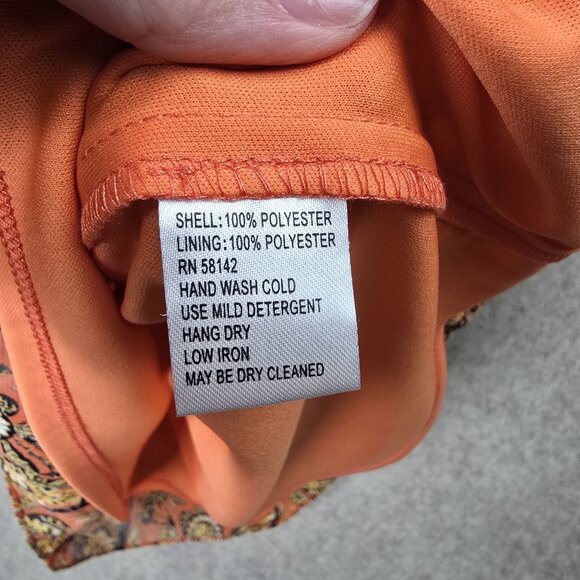 SHELL:100% POLYESTER
LINING:100% POLYESTER
RN 58142
HAND WASH COLD
USE MILD DETERGENT
HANG DRY
LOW IRON
MAY BE DRY CLEANED